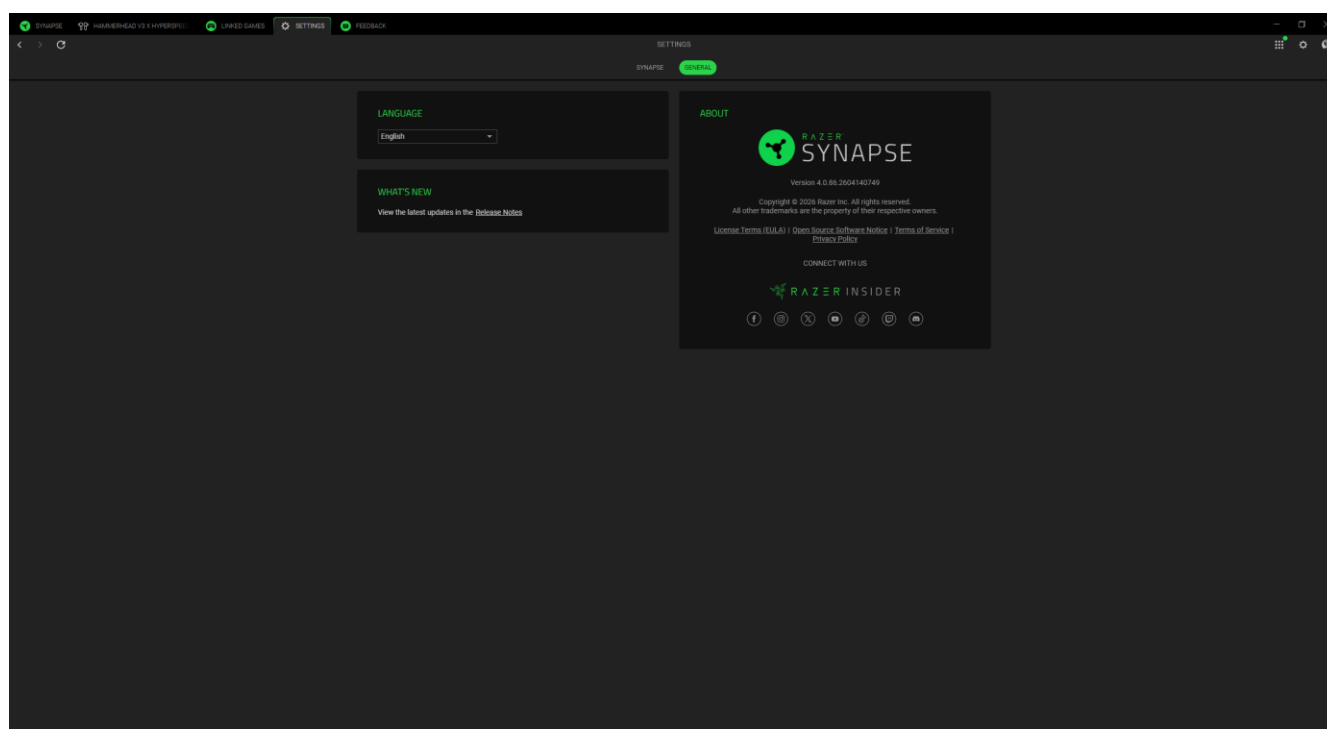 SYNAPSE
HAMMERHEAD V3 X HYPERSPEED
LINKED GAMES
SETTINGS
FEEDBACK
SETTINGS
SYNAPSE
GENERAL
LANGUAGE
English
WHAT'S NEW
View the latest updates in the Release Notes
ABOUT
RAZER
SYNAPSE
Version 4.0.86.2604140749
Copyright © 2026 Razer Inc. All rights reserved.
All other trademarks are the property of their respective owners.
License Terms (EULA) | Open Source Software Notice | Terms of Service |
Privacy Policy
CONNECT WITH US
RAZER INSIDER